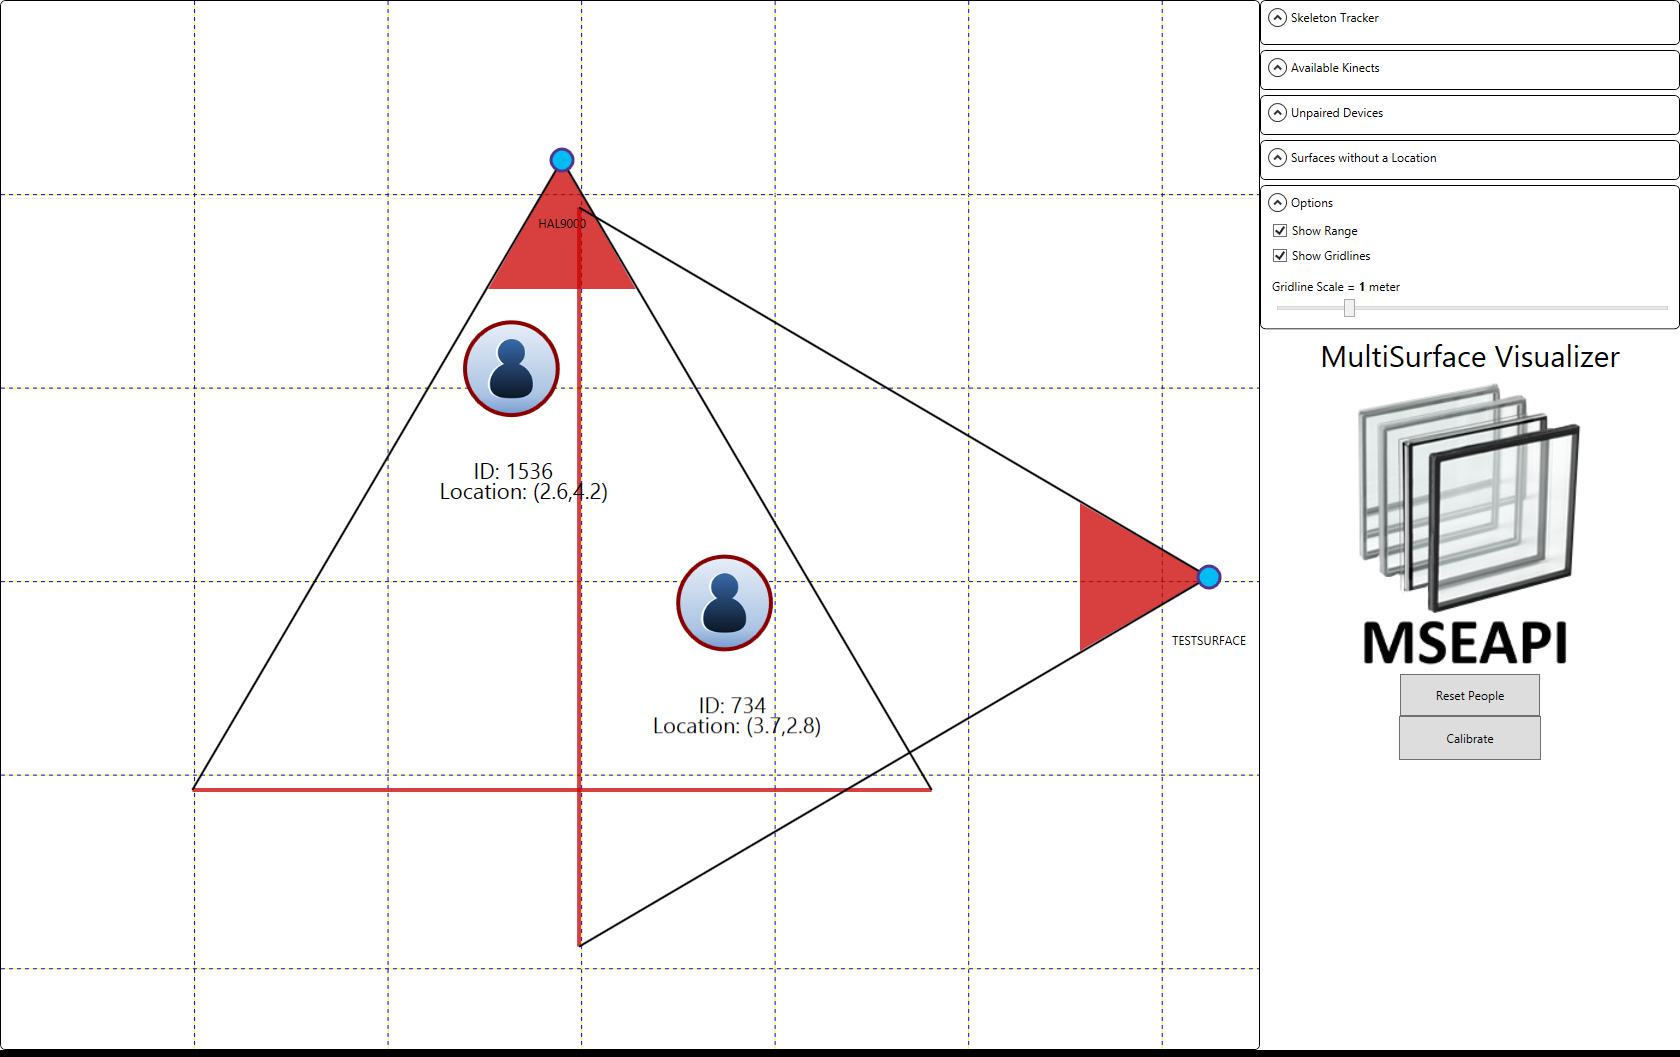 HAL9000
ID: 1536
Location: (2.6,4.2)
TESTSURFACE
ID: 734
Location: (3.7,2.8)
Skeleton Tracker
Available Kinects
Unpaired Devices
Surfaces without a Location
Options
Show Range
Show Gridlines
Gridline Scale = 1 meter
MultiSurface Visualizer
MSEAPI
Reset People
Calibrate